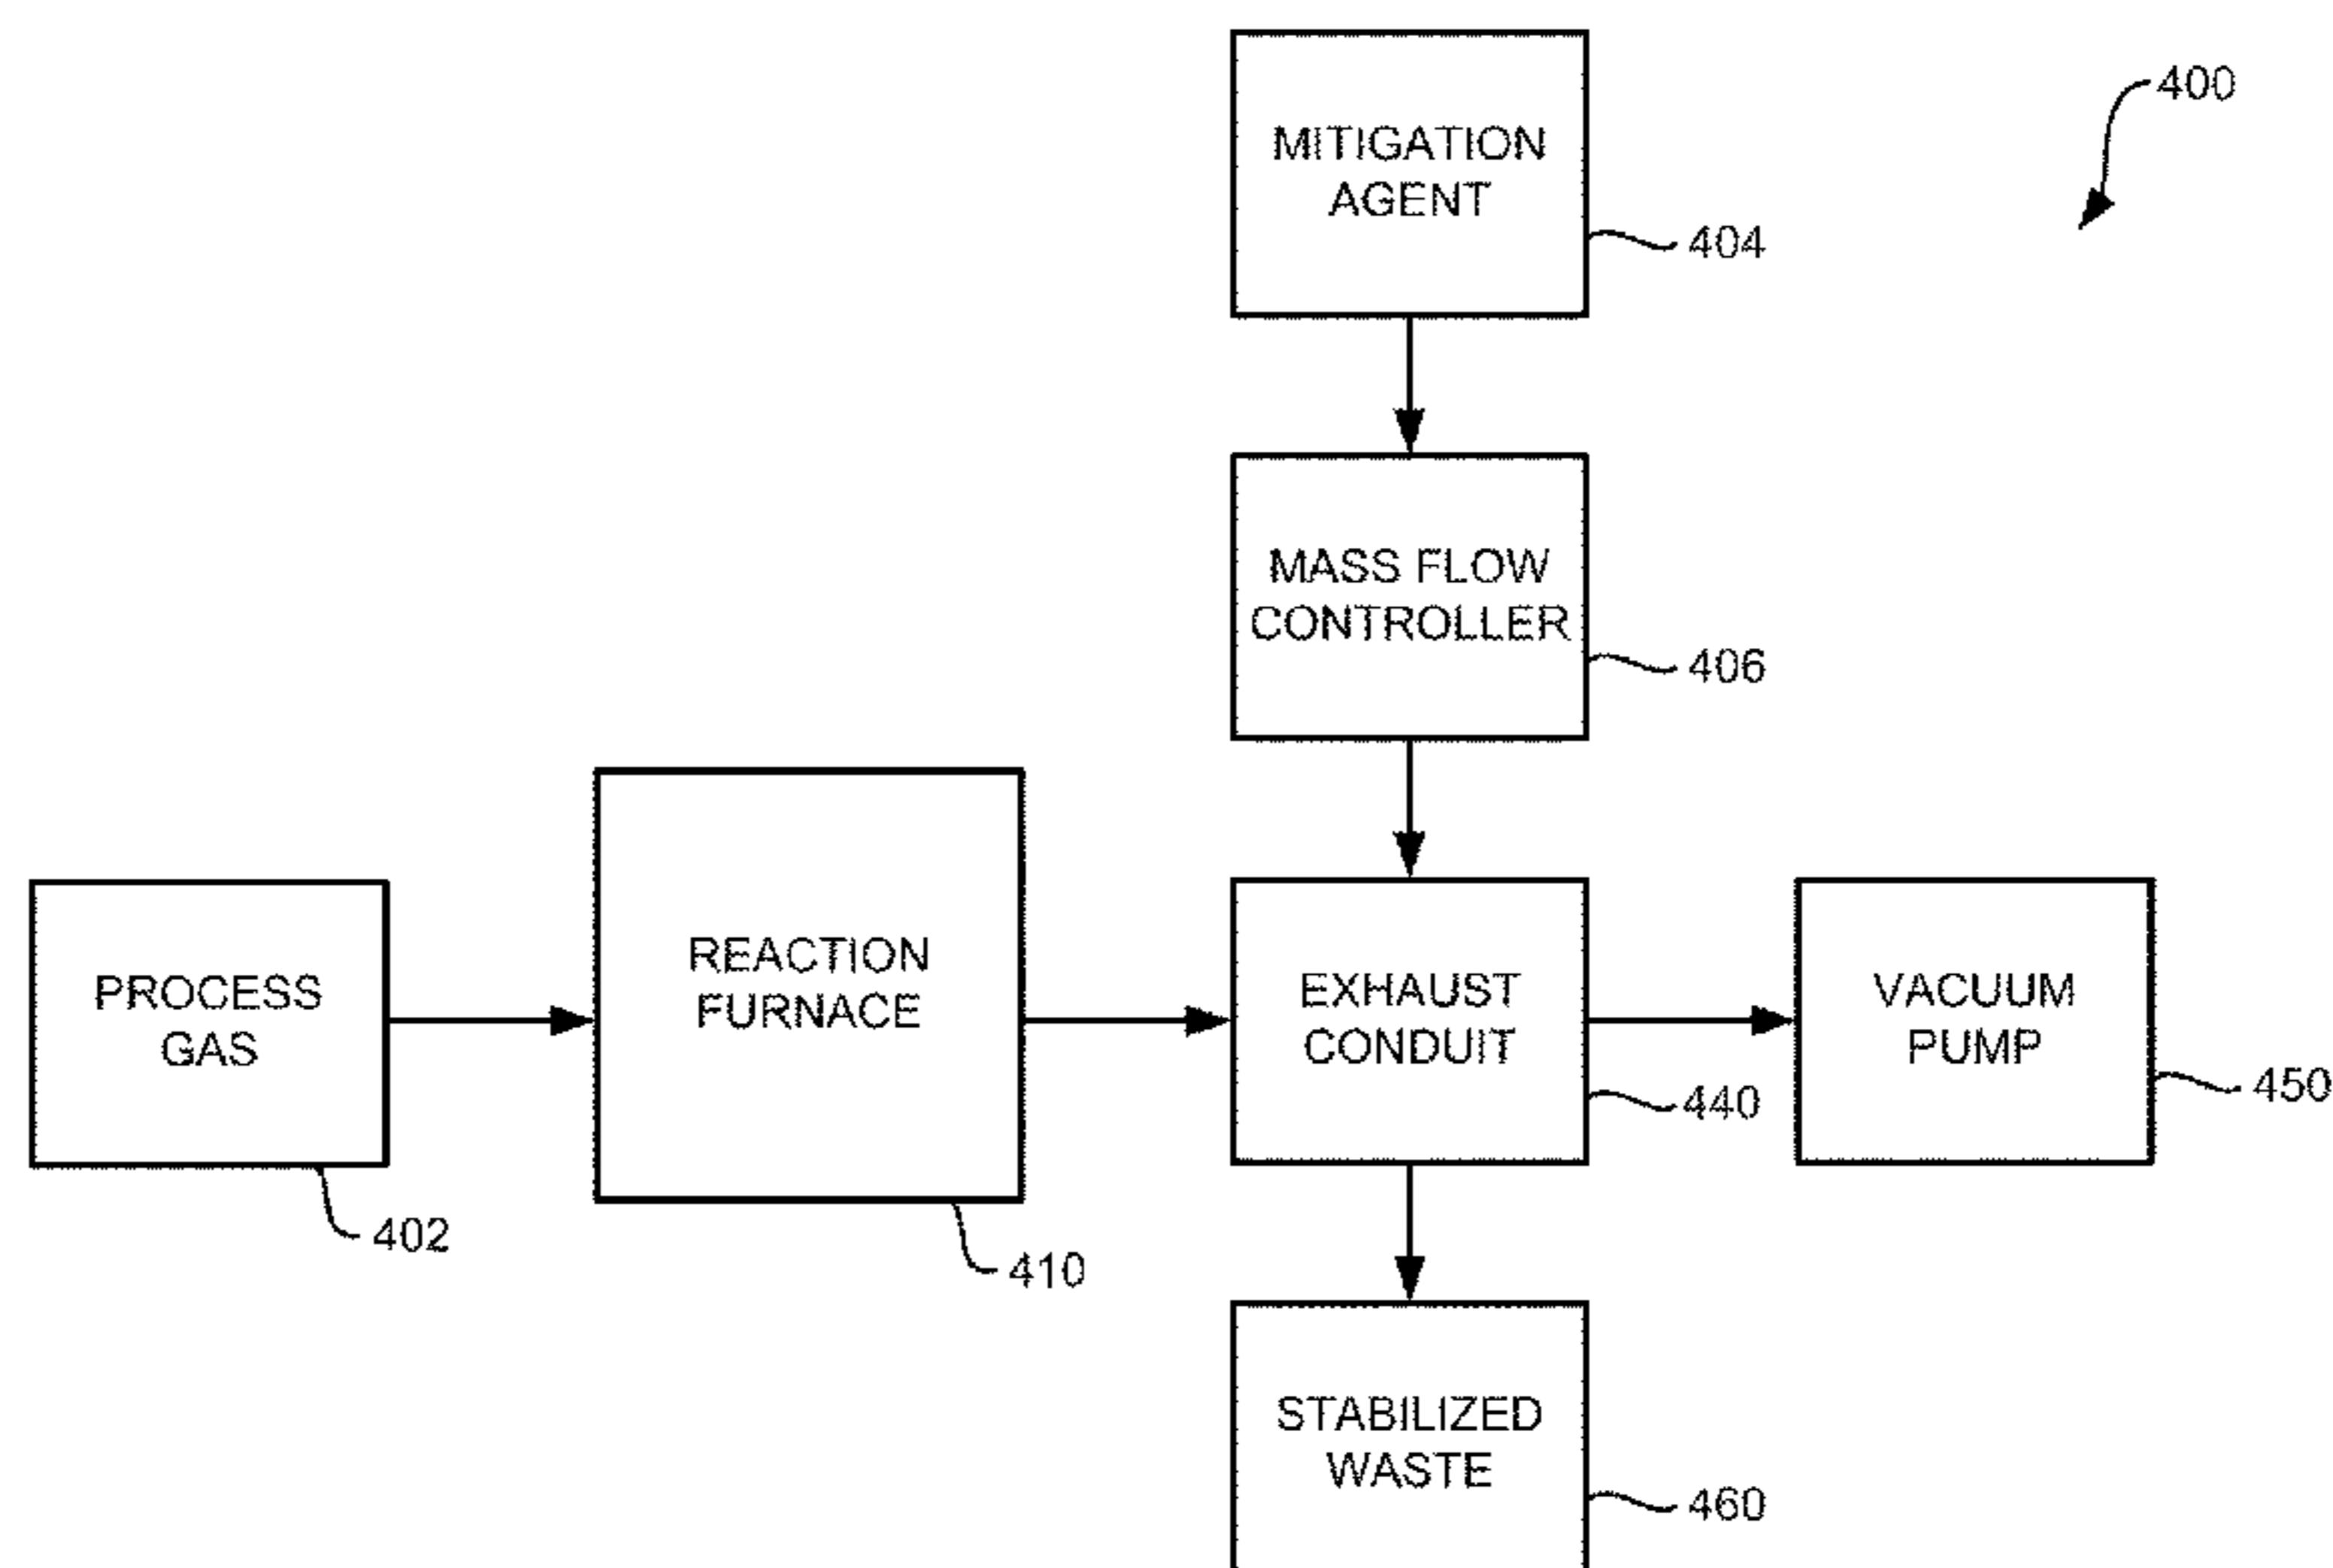 MITIGATION
AGENT
404
400
MASS FLOW
CONTROLLER
406
PROCESS
GAS
402
REACTION
FURNACE
410
EXHAUST
CONDUIT
440
VACUUM
PUMP
450
STABILIZED
WASTE
460